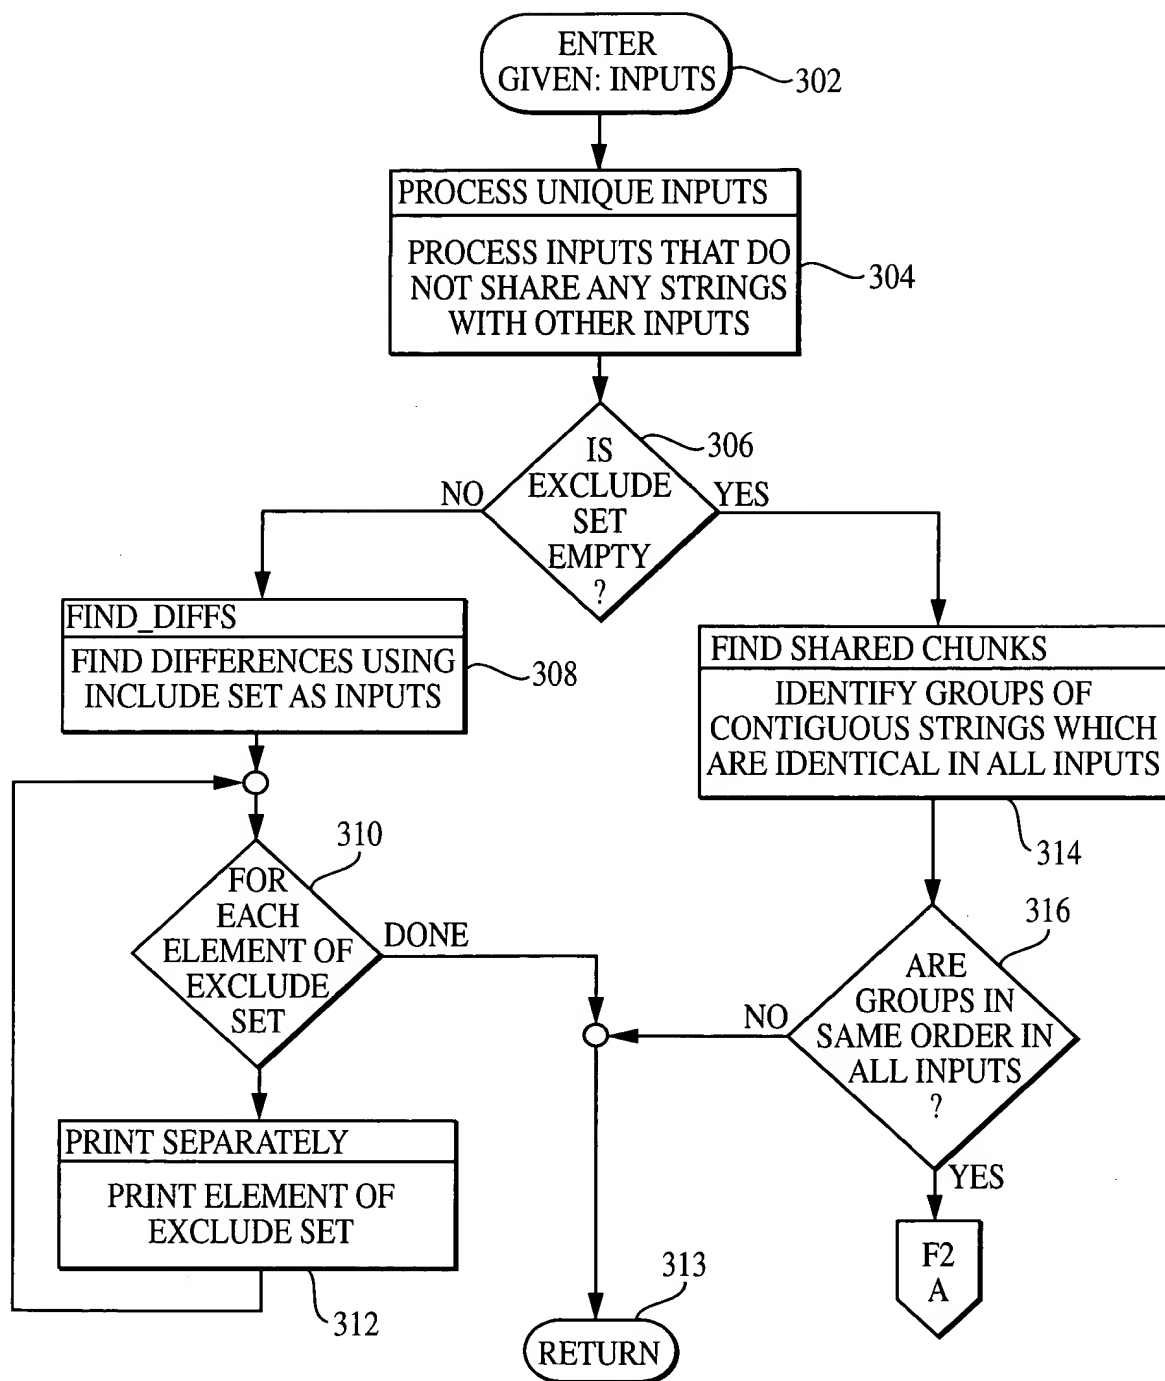 ENTER
GIVEN: INPUTS
302
PROCESS UNIQUE INPUTS
PROCESS INPUTS THAT DO
NOT SHARE ANY STRINGS
WITH OTHER INPUTS
304
IS
EXCLUDE
SET
EMPTY
?
306
NO
YES
FIND_DIFFS
FIND DIFFERENCES USING
INCLUDE SET AS INPUTS
308
FIND SHARED CHUNKS
IDENTIFY GROUPS OF
CONTIGUOUS STRINGS WHICH
ARE IDENTICAL IN ALL INPUTS
314
FOR
EACH
ELEMENT OF
EXCLUDE
SET
310
DONE
ARE
GROUPS IN
SAME ORDER IN
ALL INPUTS
?
316
NO
YES
PRINT SEPARATELY
PRINT ELEMENT OF
EXCLUDE SET
312
F2
A
RETURN
313